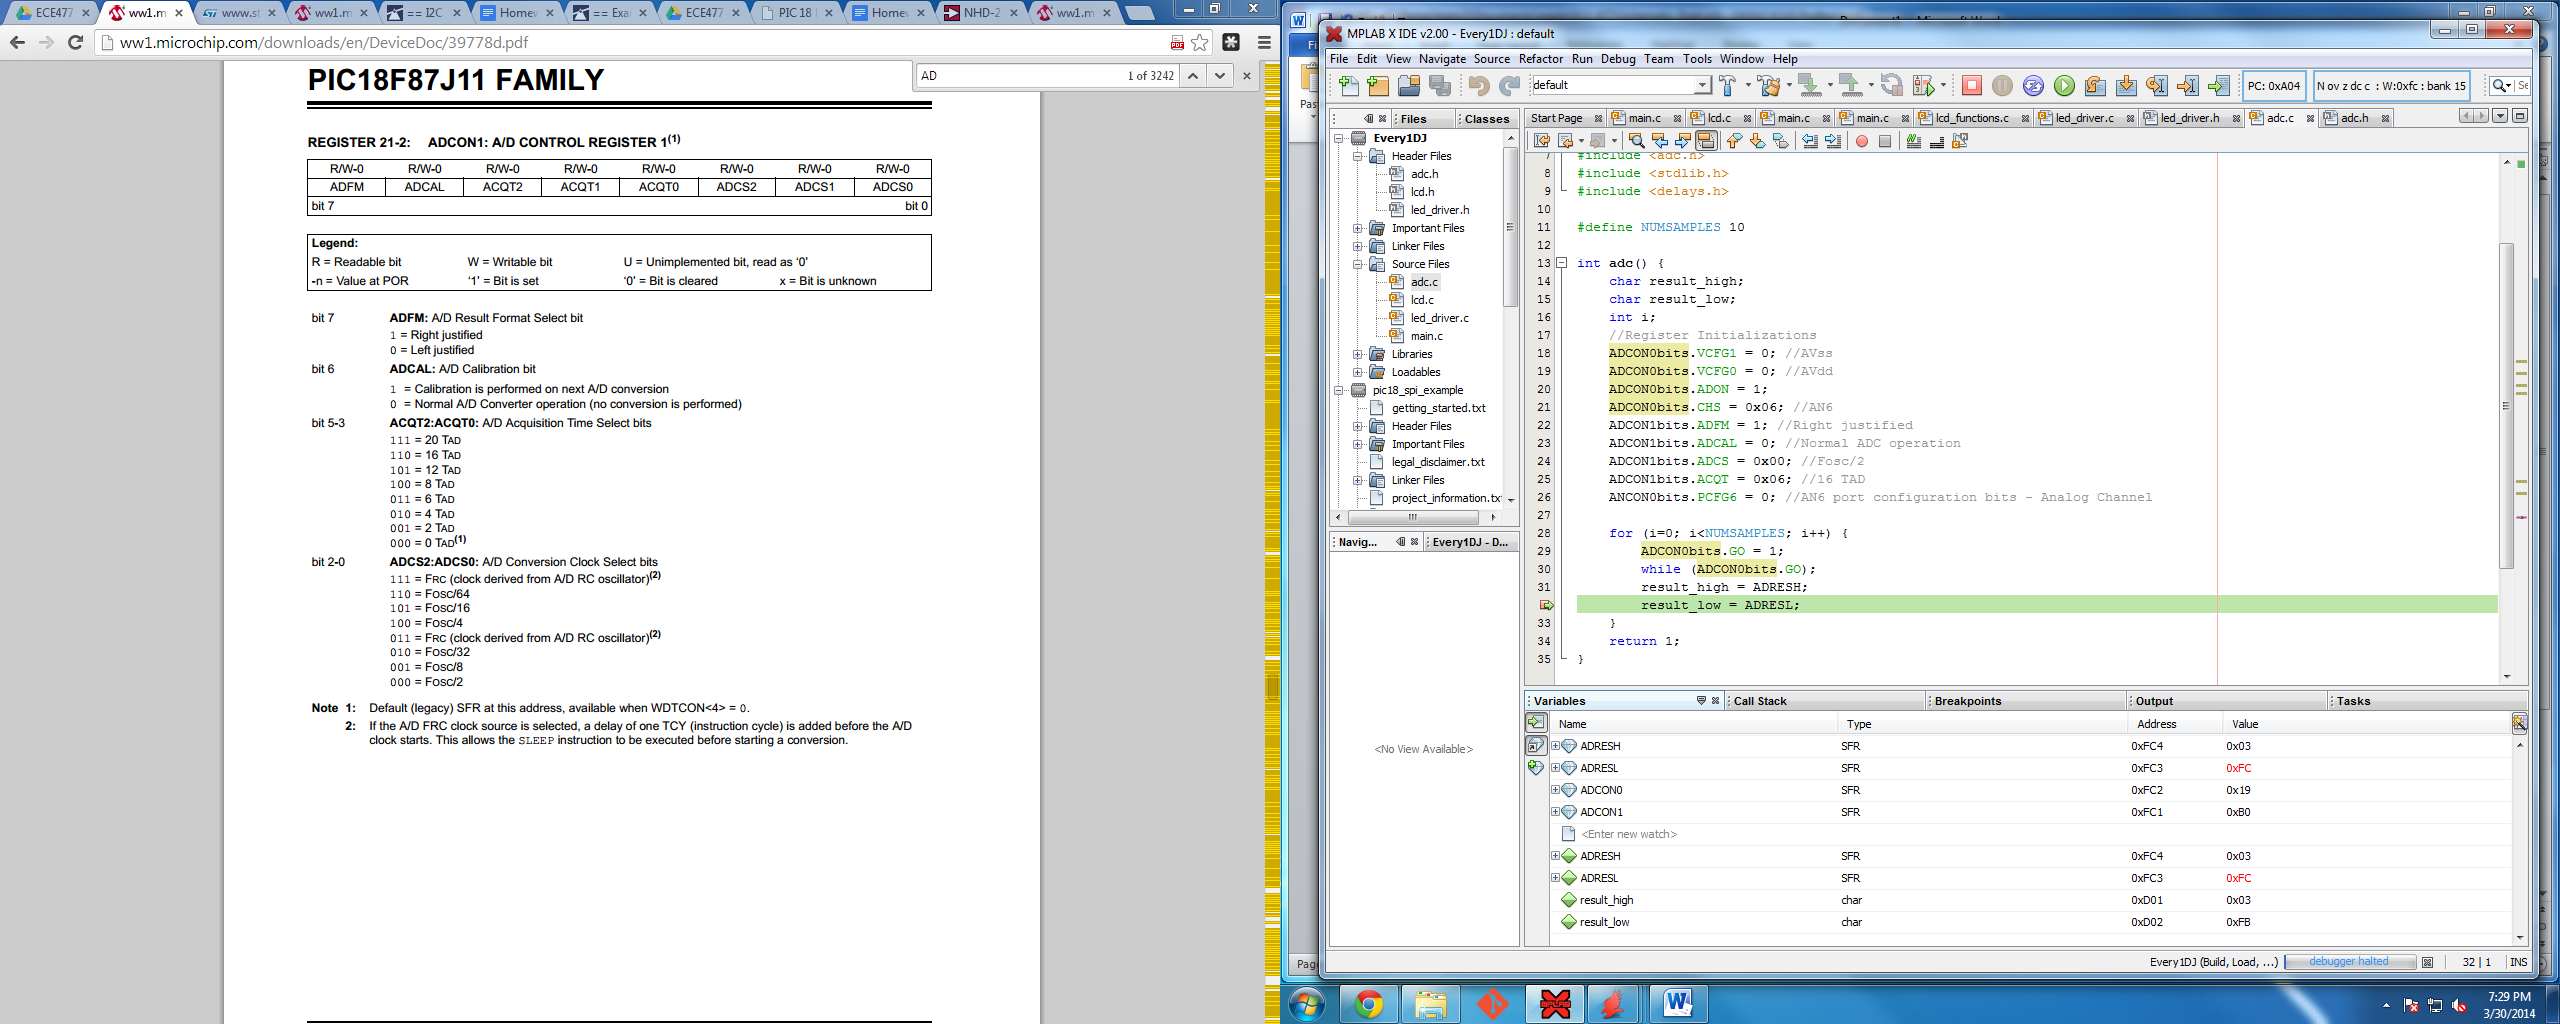 ECE477
ww1.m
www.st
ww1.m
== I2C
Homew
== Exa
ECE477
PIC 18
Homew
NHD-2
ww1.m
ww1.microchip.com/downloads/en/DeviceDoc/39778d.pdf
AD
1 of 3242
PIC18F87J11 FAMILY
REGISTER 21-2: ADCON1: A/D CONTROL REGISTER 1(1)
R/W-0 R/W-0 R/W-0 R/W-0 R/W-0 R/W-0 R/W-0 R/W-0
ADFM ADCAL ACQT2 ACQT1 ACQT0 ADCS2 ADCS1 ADCS0
bit 7 bit 0
Legend:
R = Readable bit W = Writable bit U = Unimplemented bit, read as ‘0’
-n = Value at POR ‘1’ = Bit is set ‘0’ = Bit is cleared x = Bit is unknown
bit 7 ADFM: A/D Result Format Select bit
1 = Right justified
0 = Left justified
bit 6 ADCAL: A/D Calibration bit
1 = Calibration is performed on next A/D conversion
0 = Normal A/D Converter operation (no conversion is performed)
bit 5-3 ACQT2:ACQT0: A/D Acquisition Time Select bits
111 = 20 TAD
110 = 16 TAD
101 = 12 TAD
100 = 8 TAD
011 = 6 TAD
010 = 4 TAD
001 = 2 TAD
000 = 0 TAD(1)
bit 2-0 ADCS2:ADCS0: A/D Conversion Clock Select bits
111 = FRC (clock derived from A/D RC oscillator)(2)
110 = FOSC/64
101 = FOSC/16
100 = FOSC/4
011 = FRC (clock derived from A/D RC oscillator)(2)
010 = FOSC/32
001 = FOSC/8
000 = FOSC/2
Note 1: Default (legacy) SFR at this address, available when WDTCON<4> = 0.
2: If the A/D FRC clock source is selected, a delay of one TCY (instruction cycle) is added before the A/D
clock starts. This allows the SLEEP instruction to be executed before starting a conversion.
Fi
Pas
Pag
MPLAB X IDE v2.00 - Every1DJ : default
File Edit View Navigate Source Refactor Run Debug Team Tools Window Help
default
PC: 0xA04
N ov z dc c : W:0xfc : bank 15
Files Classes
Every1DJ
Header Files
adc.h
lcd.h
led_driver.h
Important Files
Linker Files
Source Files
adc.c
lcd.c
led_driver.c
main.c
Libraries
Loadables
pic18_spi_example
getting_started.txt
Header Files
Important Files
legal_disclaimer.txt
Linker Files
project_information.tx
Navig... Every1DJ - D...
<No View Available>
Start Page main.c lcd.c main.c main.c lcd_functions.c led_driver.c led_driver.h adc.c adc.h
7 #include <adc.h>
8 #include <stdlib.h>
9 #include <delays.h>
10
11 #define NUMSAMPLES 10
12
13 int adc() {
14 char result_high;
15 char result_low;
16 int i;
17 //Register Initializations
18 ADCON0bits.VCFG1 = 0; //AVss
19 ADCON0bits.VCFG0 = 0; //AVdd
20 ADCON0bits.ADON = 1;
21 ADCON0bits.CHS = 0x06; //AN6
22 ADCON1bits.ADFM = 1; //Right justified
23 ADCON1bits.ADCAL = 0; //Normal ADC operation
24 ADCON1bits.ADCS = 0x00; //Fosc/2
25 ADCON1bits.ACQT = 0x06; //16 TAD
26 ANCON0bits.PCFG6 = 0; //AN6 port configuration bits - Analog Channel
27
28 for (i=0; i<NUMSAMPLES; i++) {
29 ADCON0bits.GO = 1;
30 while (ADCON0bits.GO);
31 result_high = ADRESH;
result_low = ADRESL;
33 }
34 return 1;
35 }
Variables Call Stack Breakpoints Output Tasks
Name Type Address Value
ADRESH SFR 0xFC4 0x03
ADRESL SFR 0xFC3 0xFC
ADCON0 SFR 0xFC2 0x19
ADCON1 SFR 0xFC1 0xB0
<Enter new watch>
ADRESH SFR 0xFC4 0x03
ADRESL SFR 0xFC3 0xFC
result_high char 0xD01 0x03
result_low char 0xD02 0xFB
Every1DJ (Build, Load, ...) debugger halted 32 | 1 INS
7:29 PM
3/30/2014